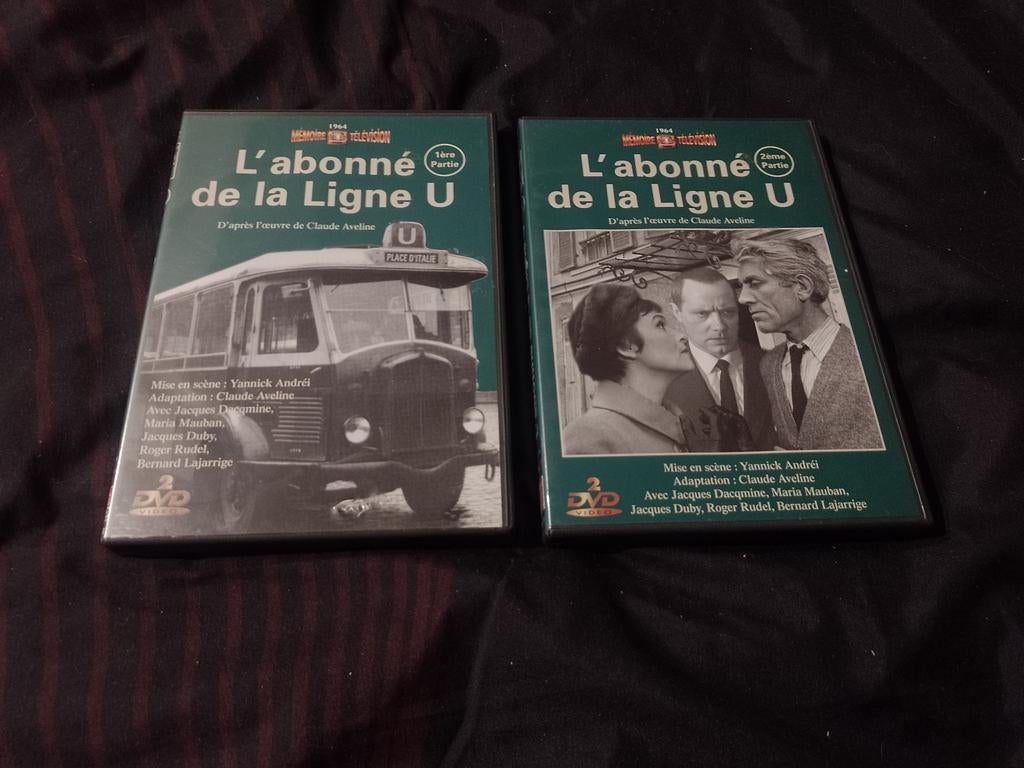 1964
MÉMOIRE TÉLÉVISION
L'abonné
1ère
Partie
de la Ligne U
D'après l'œuvre de Claude Aveline
U
PLACE D'ITALIE
Mise en scène : Yannick Andréi
Adaptation : Claude Aveline
Avec Jacques Dacqmine,
Maria Mauban,
Jacques Duby,
Roger Rudel,
Bernard Lajarrige
2
DVD
VIDEO
1964
MÉMOIRE TÉLÉVISION
L'abonné
2ème
Partie
de la Ligne U
D'après l'œuvre de Claude Aveline
Mise en scène : Yannick Andréi
Adaptation : Claude Aveline
Avec Jacques Dacqmine, Maria Mauban,
Jacques Duby, Roger Rudel, Bernard Lajarrige
2
DVD
VIDEO